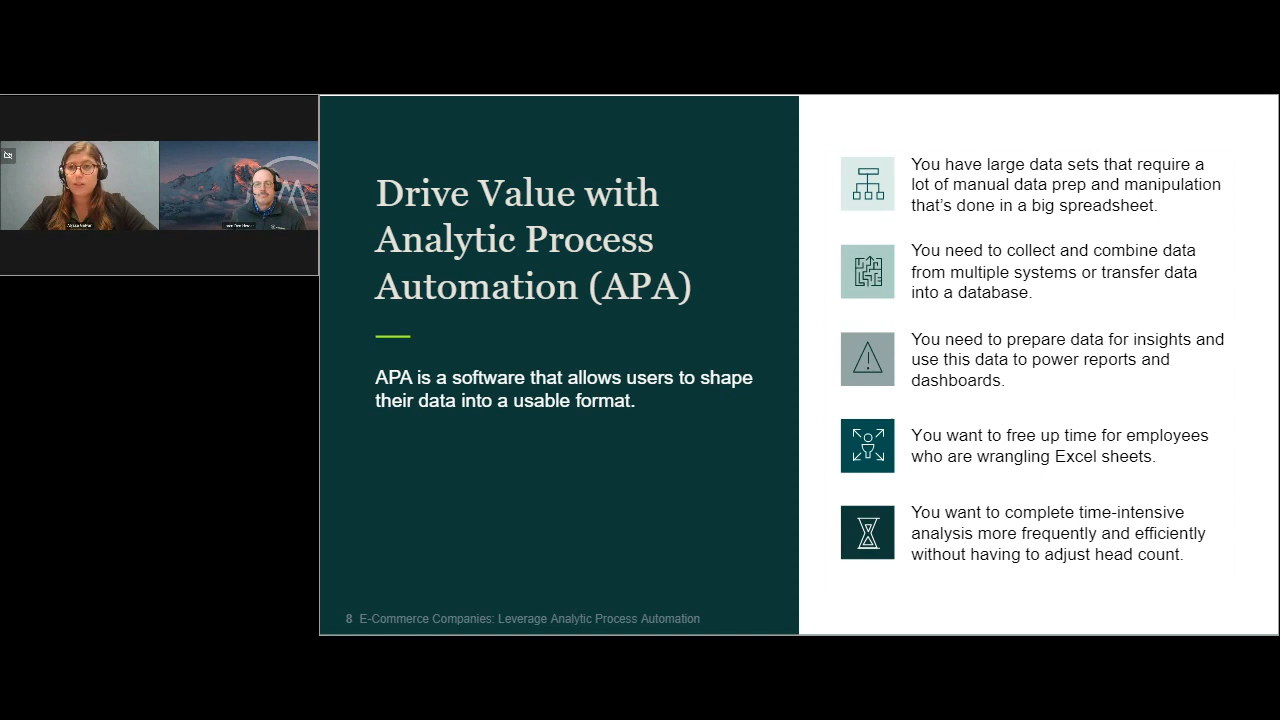 Drive Value with
Analytic Process
Automation (APA)
APA is a software that allows users to shape
their data into a usable format.
8 E-Commerce Companies: Leverage Analytic Process Automation
You have large data sets that require a
lot of manual data prep and manipulation
that’s done in a big spreadsheet.
You need to collect and combine data
from multiple systems or transfer data
into a database.
You need to prepare data for insights and
use this data to power reports and
dashboards.
You want to free up time for employees
who are wrangling Excel sheets.
You want to complete time-intensive
analysis more frequently and efficiently
without having to adjust head count.